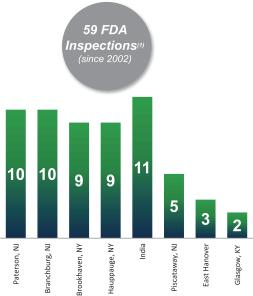 59 FDA
Inspections(1)
(since 2002)
10
10
9
9
11
5
3
2
Paterson, NJ
Branchburg, NJ
Brookhaven, NY
Hauppauge, NY
India
Piscataway, NJ
East Hanover
Glasgow, KY